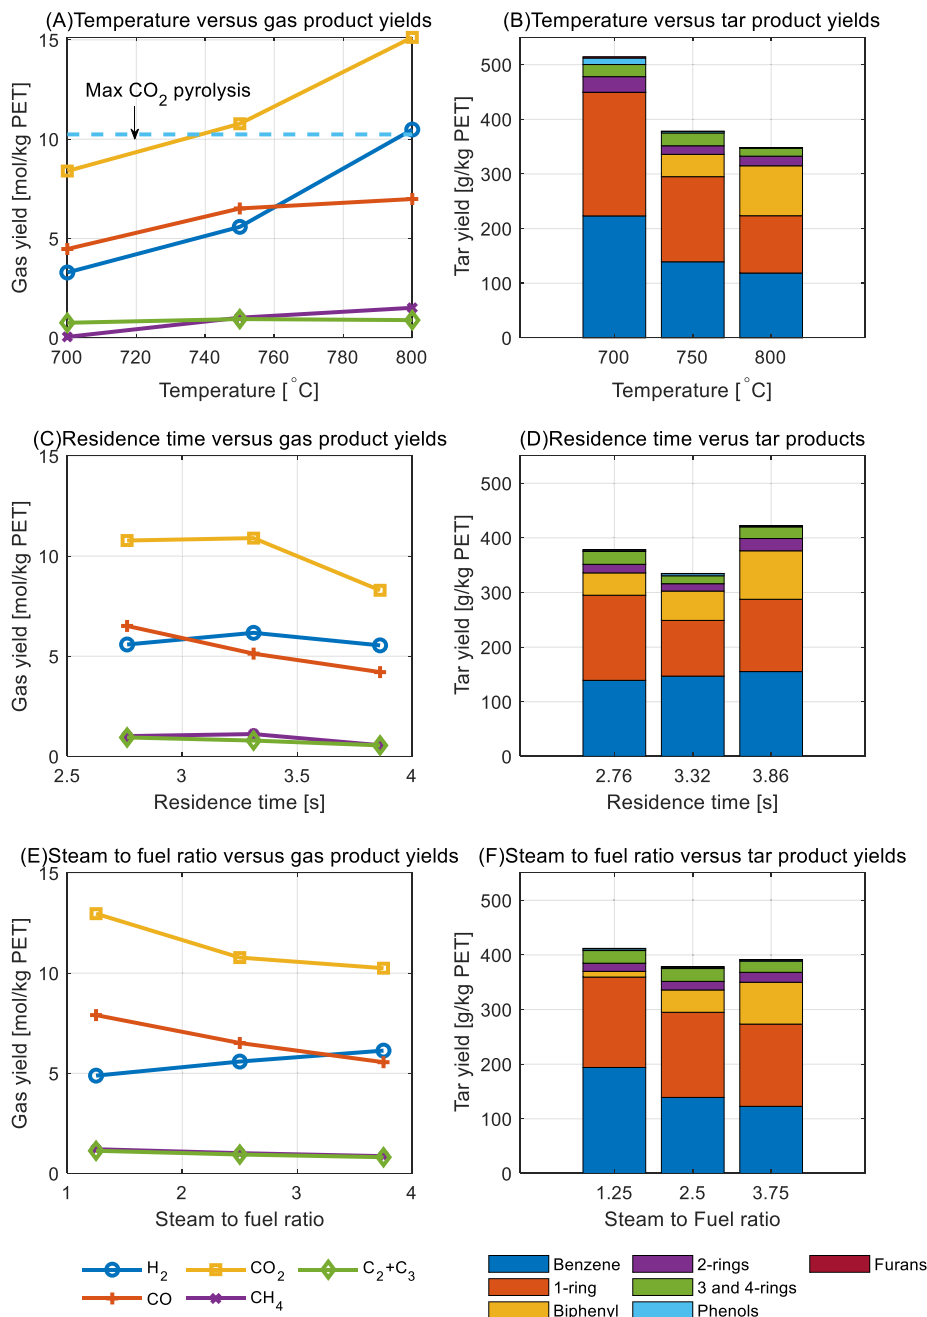 (A)Temperature versus gas product yields
15
10
5
0
Gas yield [mol/kg PET]
Max CO2 pyrolysis
700 720 740 760 780 800
Temperature [°C]
(B)Temperature versus tar product yields
500
400
300
200
100
0
Tar yield [g/kg PET]
700 750 800
Temperature [°C]
(C)Residence time versus gas product yields
15
10
5
0
Gas yield [mol/kg PET]
2.5 3 3.5 4
Residence time [s]
(D)Residence time verus tar products
500
400
300
200
100
0
Tar yield [g/kg PET]
2.76 3.32 3.86
Residence time [s]
(E)Steam to fuel ratio versus gas product yields
15
10
5
0
Gas yield [mol/kg PET]
1 2 3 4
Steam to fuel ratio
(F)Steam to fuel ratio versus tar product yields
500
400
300
200
100
0
Tar yield [g/kg PET]
1.25 2.5 3.75
Steam to Fuel ratio
H2 CO2 C2+C3
CO CH4
Benzene 2-rings Furans
1-ring 3 and 4-rings
Biphenyl Phenols